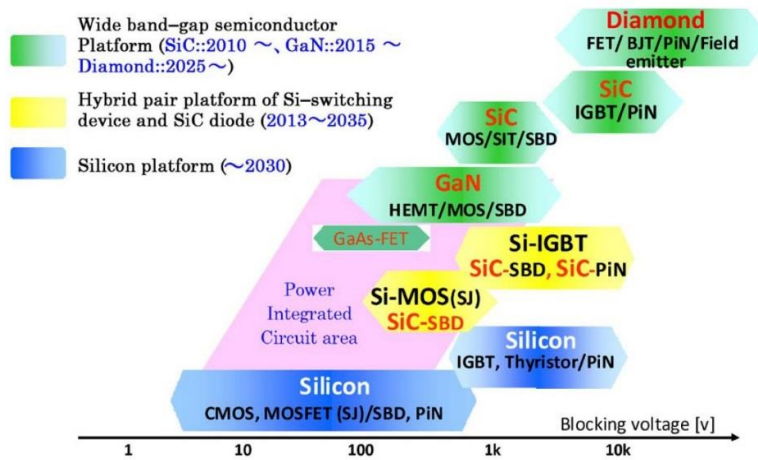 Wide band–gap semiconductor
Platform (SiC::2010 ～、GaN::2015 ～
Diamond::2025～)
Hybrid pair platform of Si–switching
device and SiC diode (2013～2035)
Silicon platform (～2030)
Diamond
FET/ BJT/PiN/Field
emitter
SiC
IGBT/PiN
SiC
MOS/SIT/SBD
GaN
HEMT/MOS/SBD
GaAs-FET
Si-IGBT
SiC-SBD, SiC-PiN
Power
Integrated
Circuit area
Si-MOS(SJ)
SiC-SBD
Silicon
IGBT, Thyristor/PiN
Silicon
CMOS, MOSFET (SJ)/SBD, PiN
Blocking voltage [v]
1 10 100 1k 10k